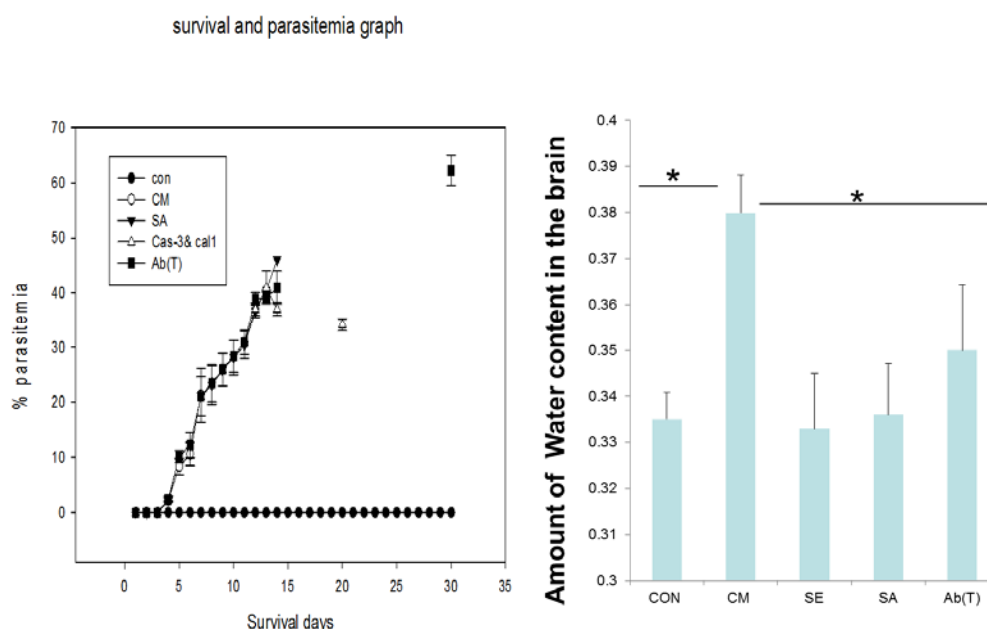 survival and parasitemia graph
% parasitemia
70
60
50
40
30
20
10
0
con
CM
SA
Cas-3& cal1
Ab(T)
0 5 10 15 20 25 30 35
Survival days
Amount of Water content in the brain
0.4
0.39
0.38
0.37
0.36
0.35
0.34
0.33
0.32
0.31
0.3
*
*
CON CM SE SA Ab(T)